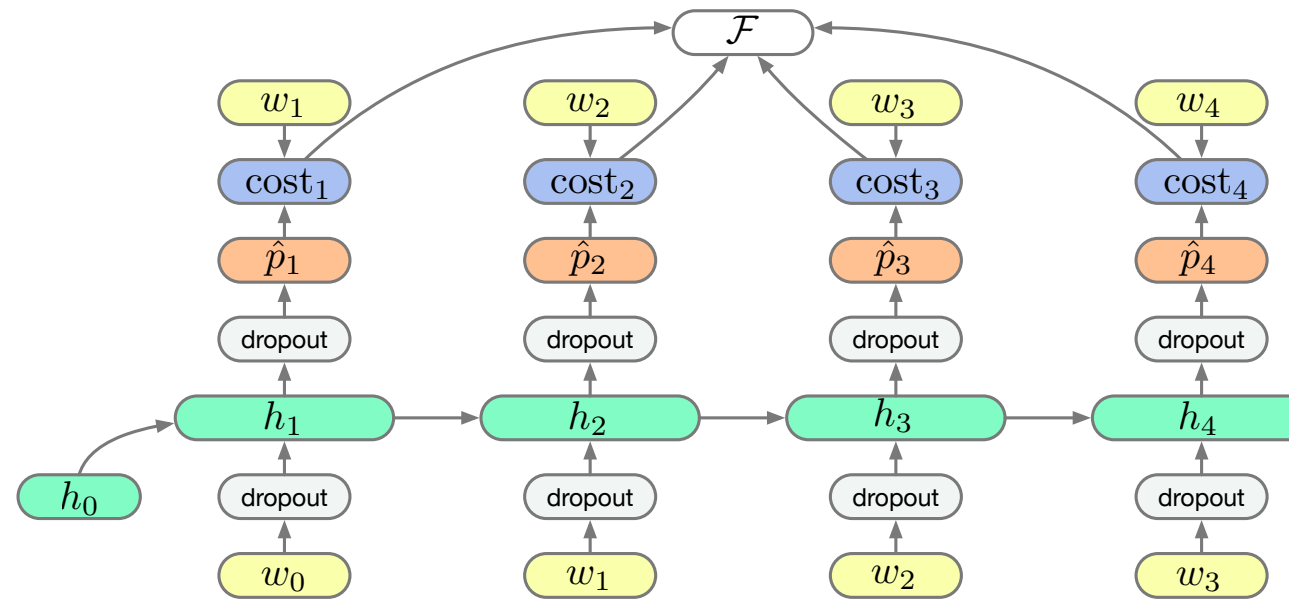 𝓕
w₁ w₂ w₃ w₄
cost₁ cost₂ cost₃ cost₄
p̂₁ p̂₂ p̂₃ p̂₄
dropout dropout dropout dropout
h₁ h₂ h₃ h₄
h₀ dropout dropout dropout dropout
w₀ w₁ w₂ w₃